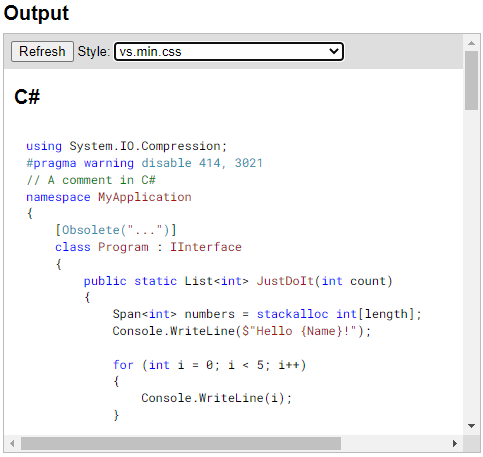 Output
Refresh Style: vs.min.css
C#
using System.IO.Compression;
#pragma warning disable 414, 3021
// A comment in C#
namespace MyApplication
{
    [Obsolete("...")]
    class Program : IInterface
    {
        public static List<int> JustDoIt(int count)
        {
            Span<int> numbers = stackalloc int[length];
            Console.WriteLine($"Hello {Name}!");

            for (int i = 0; i < 5; i++)
            {
                Console.WriteLine(i);
            }